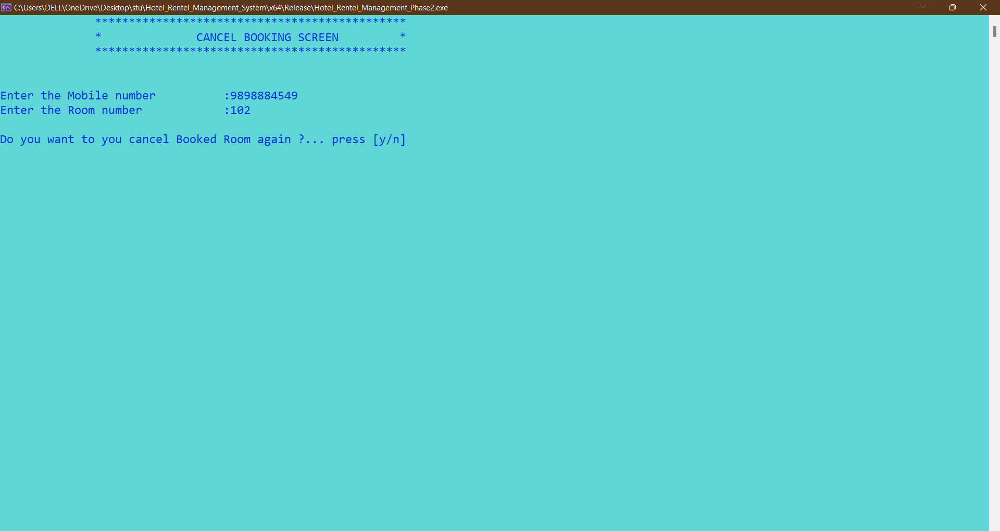 C:\Users\DELL\OneDrive\Desktop\stu\Hotel_Rentel_Management_System\x64\Release\Hotel_Rentel_Management_Phase2.exe
**********************************************
* CANCEL BOOKING SCREEN *
**********************************************
Enter the Mobile number :9898884549
Enter the Room number :102
Do you want to you cancel Booked Room again ?... press [y/n]